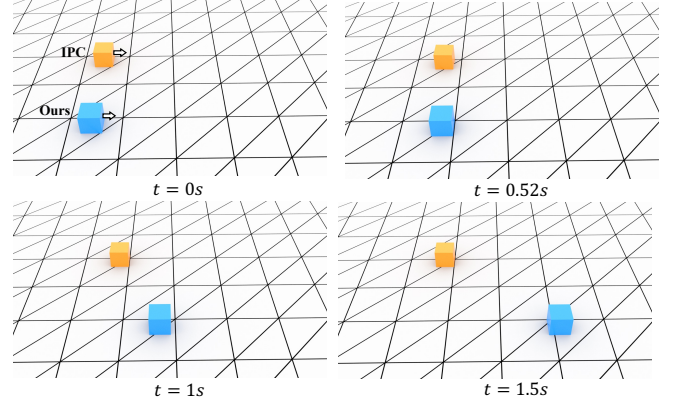 IPC
Ours
t = 0s
t = 0.52s
t = 1s
t = 1.5s